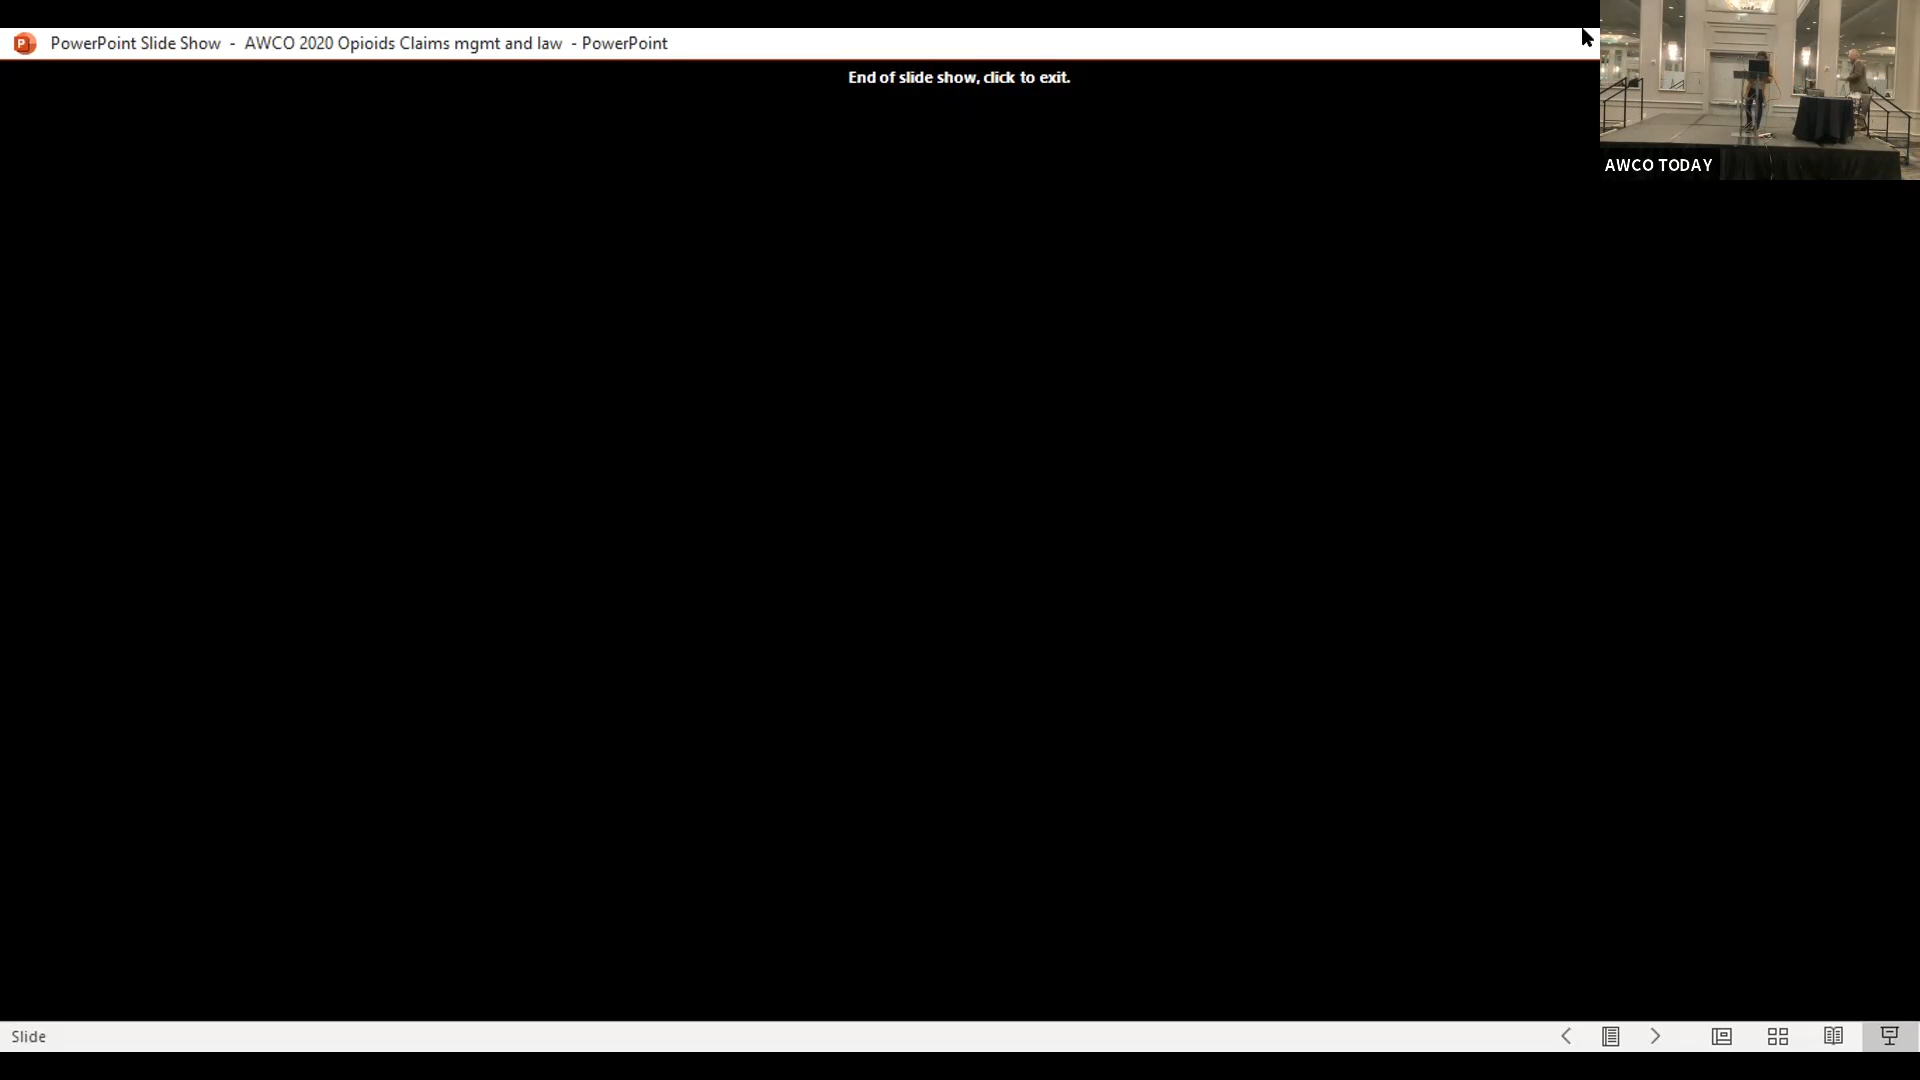 PowerPoint Slide Show - AWCO 2020 Opioids Claims mgmt and law - PowerPoint
End of slide show, click to exit.
AWCO TODAY
Slide